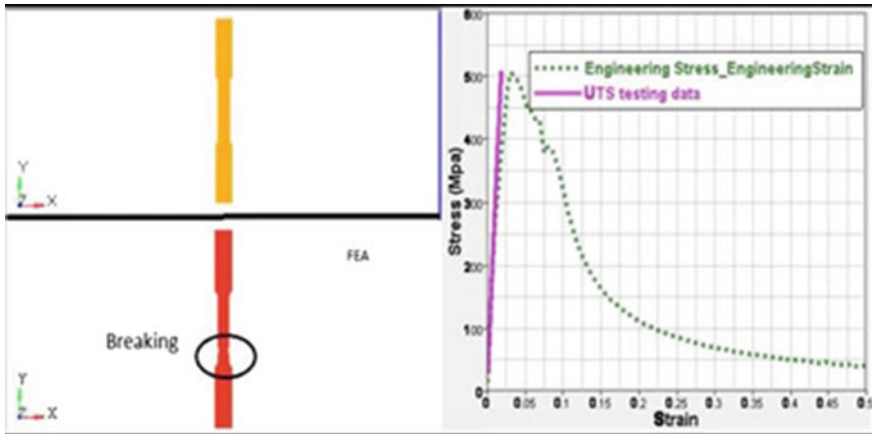 Y
Z X
FEA
Breaking
Y
Z X
Engineering Stress_EngineeringStrain
UTS testing data
Stress (Mpa)
600
500
400
300
200
100
0
0 0.05 0.1 0.15 0.2 0.25 0.3 0.35 0.4 0.45 0.5
Strain